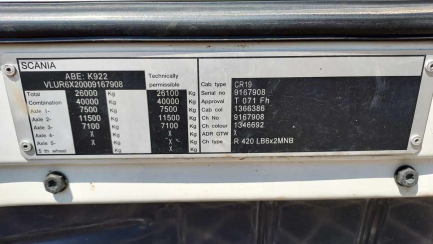 SCANIA
ABE: K922
VLUR6X20009167908
Technically
permissible
Total 26000 Kg 26100 Kg
Combination 40000 Kg 40000 Kg
Axle 1- 7500 Kg 7500 Kg
Axle 2- 11500 Kg 11500 Kg
Axle 3- 7100 Kg 7100 Kg
Axle 4- X Kg X Kg
Axle 5- X Kg X Kg
5 th wheel X Kg X Kg
Cab type CR19
Serial no 9167908
Approval T 071 Fh
Cab col 1366386
Ch No 9167908
Ch colour 1346692
ADR GTW X
Ch type R 420 LB6x2MNB